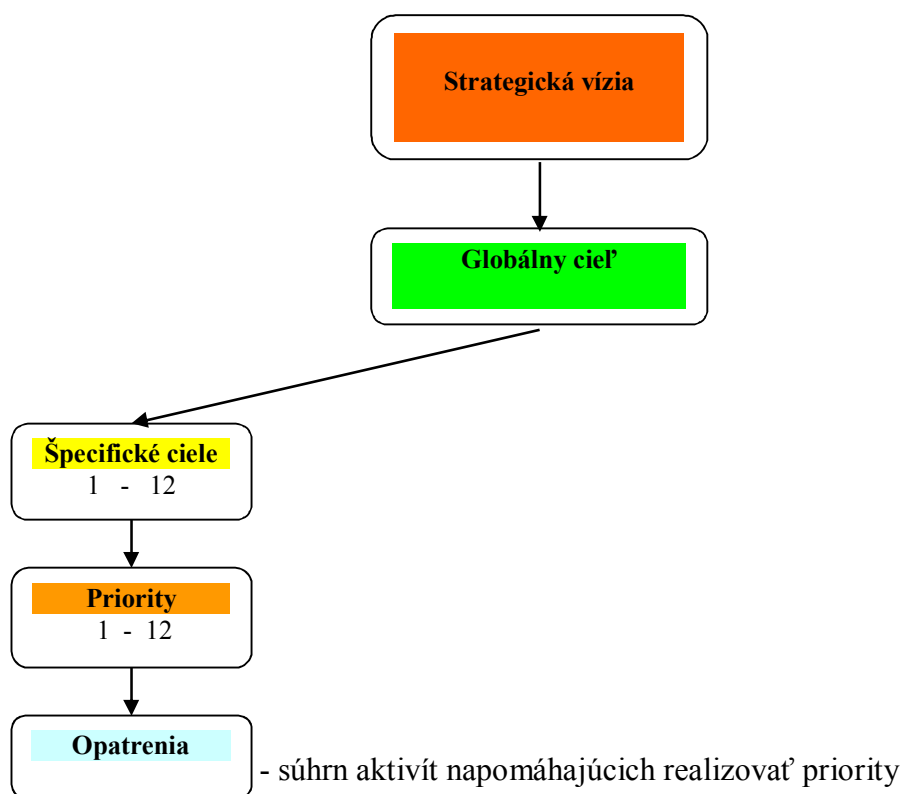 Strategická vízia
Globálny cieľ
Špecifické ciele
1 - 12
Priority
1 - 12
Opatrenia
- súhrn aktivít napomáhajúcich realizovať priority